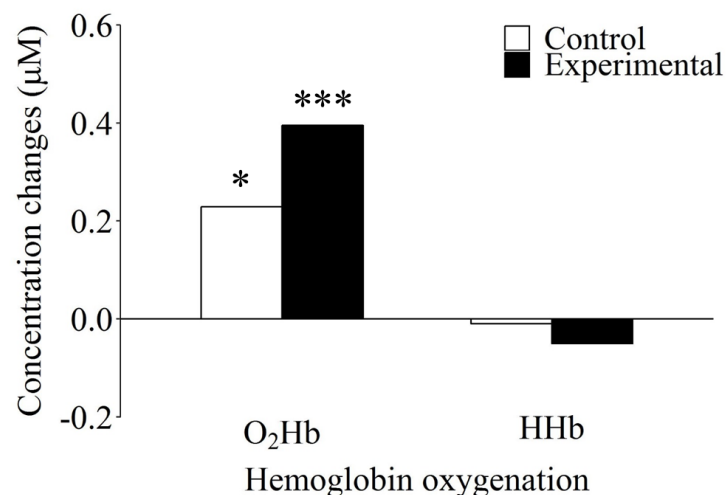 Concentration changes (μM)
0.6
0.4
0.2
0.0
-0.2
Control
Experimental
*
***
O₂Hb
HHb
Hemoglobin oxygenation